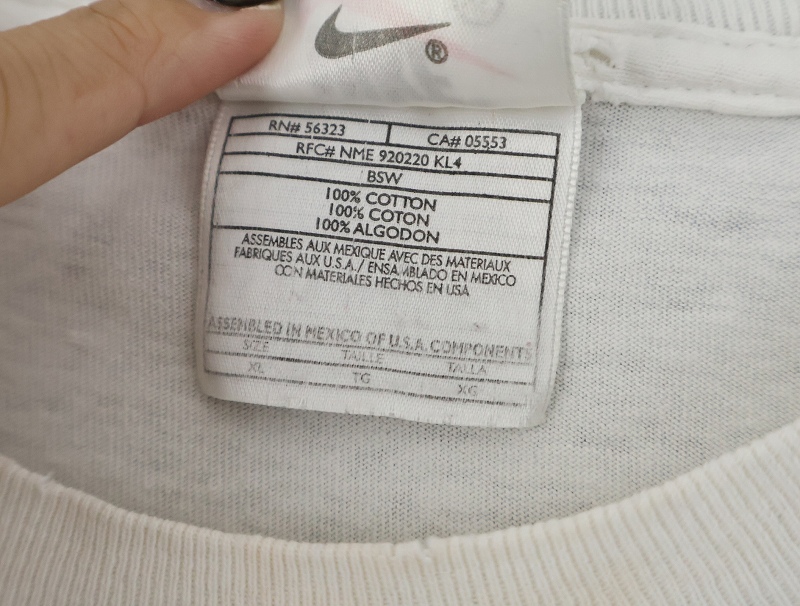 ®
RN# 56323 CA# 05553
RFC# NME 920220 KL4
BSW
100% COTTON
100% COTON
100% ALGODON
ASSEMBLES AUX MEXIQUE AVEC DES MATERIAUX
FABRIQUES AUX U.S.A./ ENSAMBLADO EN MEXICO
OCN MATERIALES HECHOS EN USA
ASSEMBLED IN MEXICO OF U.S.A. COMPONENTS
SIZE TAILLE TALLA
XL TG XG